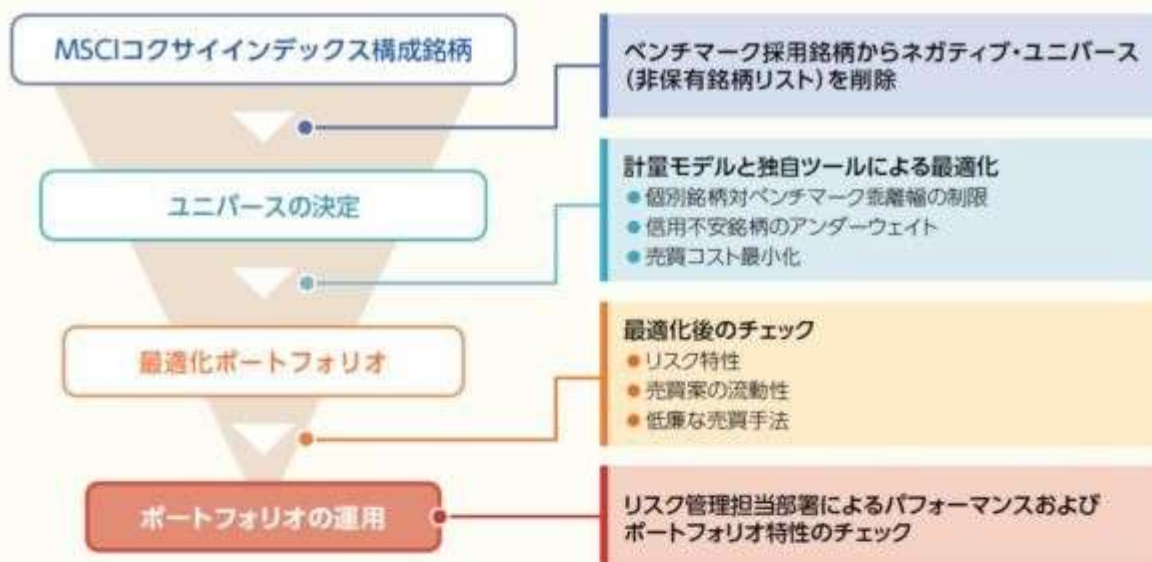 MSCIコクサイインデックス構成銘柄
ベンチマーク採用銘柄からネガティブ・ユニバース
(非保有銘柄リスト)を削除
ユニバースの決定
計量モデルと独自ツールによる最適化
●個別銘柄対ベンチマーク乖離幅の制限
●信用不安銘柄のアンダーウェイト
●売買コスト最小化
最適化ポートフォリオ
最適化後のチェック
●リスク特性
●売買案の流動性
●低廉な売買手法
ポートフォリオの運用
リスク管理担当部署によるパフォーマンスおよび
ポートフォリオ特性のチェック